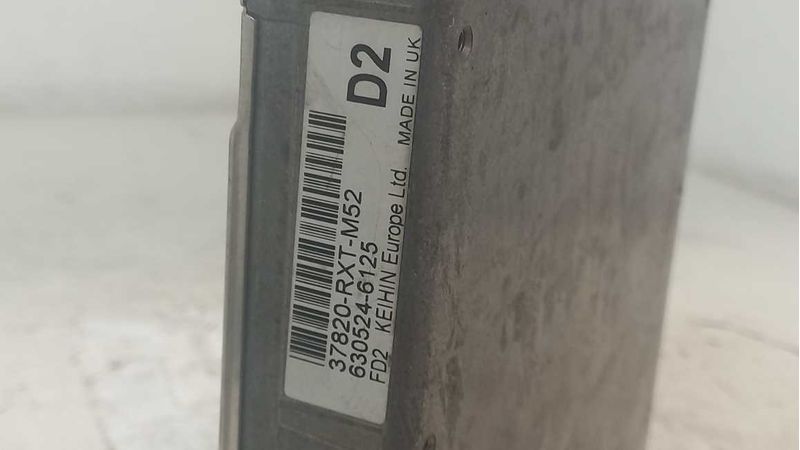 D2
37820-RXT-M52
630524-6125
FD2 KEIHIN Europe Ltd. MADE IN UK